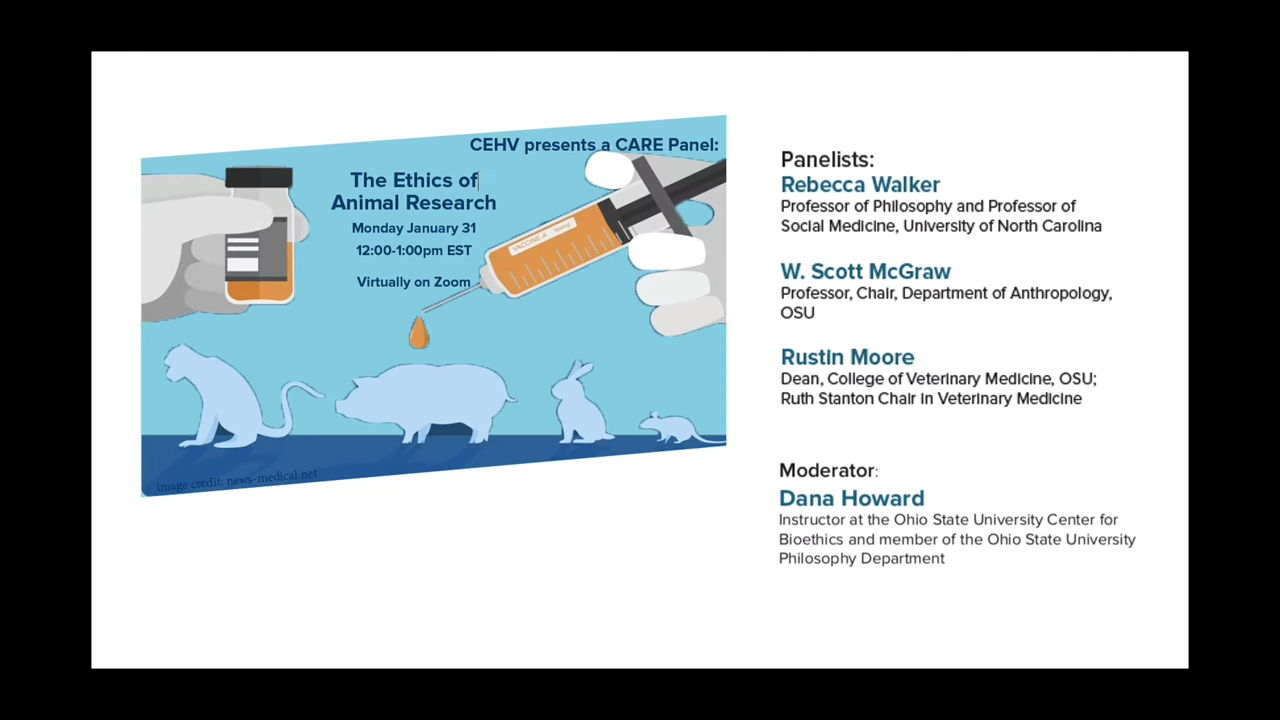 CEHV presents a CARE Panel:
The Ethics of
Animal Research
Monday January 31
12:00-1:00pm EST
Virtually on Zoom
VACCINE-A
image credit: news-medical.net
Panelists:
Rebecca Walker
Professor of Philosophy and Professor of
Social Medicine, University of North Carolina
W. Scott McGraw
Professor, Chair, Department of Anthropology,
OSU
Rustin Moore
Dean, College of Veterinary Medicine, OSU;
Ruth Stanton Chair in Veterinary Medicine
Moderator:
Dana Howard
Instructor at the Ohio State University Center for
Bioethics and member of the Ohio State University
Philosophy Department